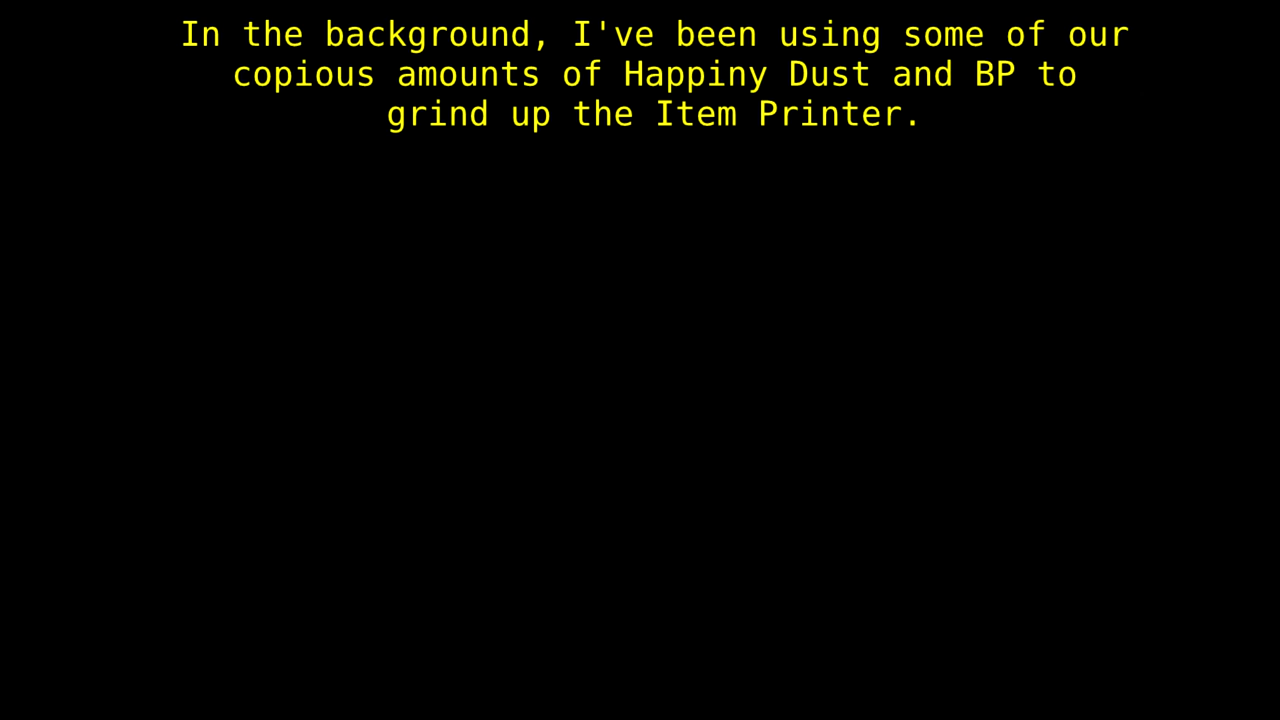 In the background, I've been using some of our
copious amounts of Happiny Dust and BP to
grind up the Item Printer.